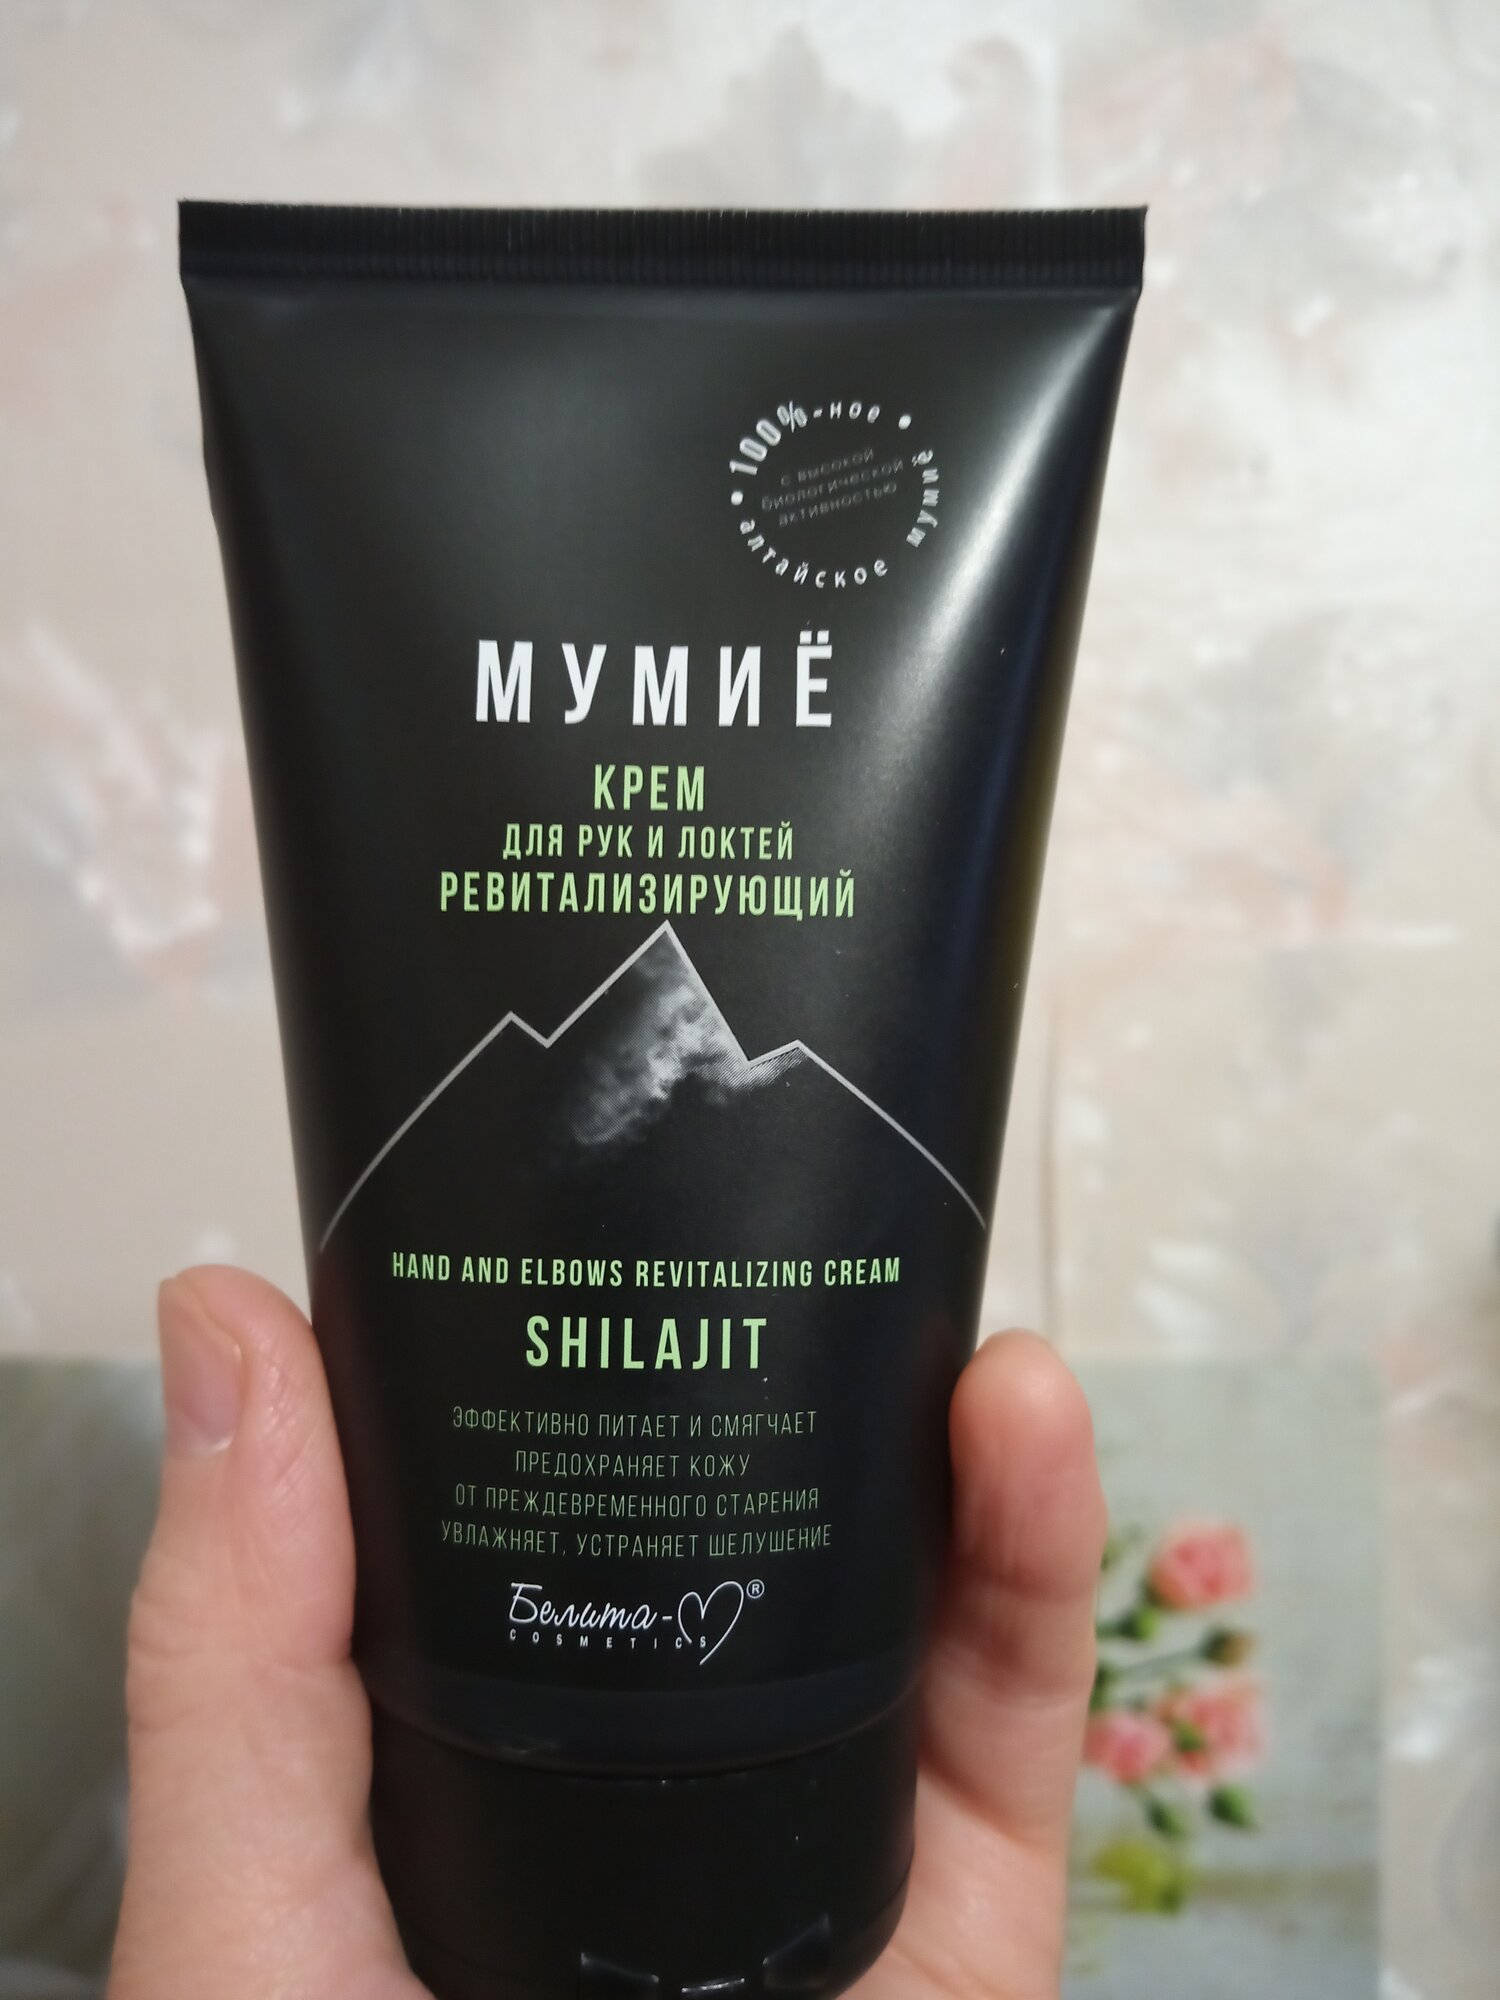 100%-ное
с высокой
биологической
активностью
алтайское мумиё
МУМИЁ
КРЕМ
ДЛЯ РУК И ЛОКТЕЙ
РЕВИТАЛИЗИРУЮЩИЙ
HAND AND ELBOWS REVITALIZING CREAM
SHILAJIT
ЭФФЕКТИВНО ПИТАЕТ И СМЯГЧАЕТ
ПРЕДОХРАНЯЕТ КОЖУ
ОТ ПРЕЖДЕВРЕМЕННОГО СТАРЕНИЯ
УВЛАЖНЯЕТ, УСТРАНЯЕТ ШЕЛУШЕНИЕ
Белита-М®
COSMETICS